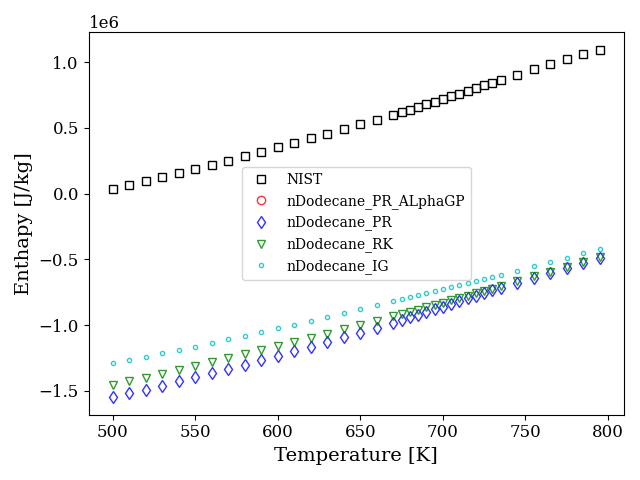 1e6
1.0
0.5
0.0
−0.5
−1.0
−1.5
Enthapy [J/kg]
NIST
nDodecane_PR_ALphaGP
nDodecane_PR
nDodecane_RK
nDodecane_IG
500 550 600 650 700 750 800
Temperature [K]